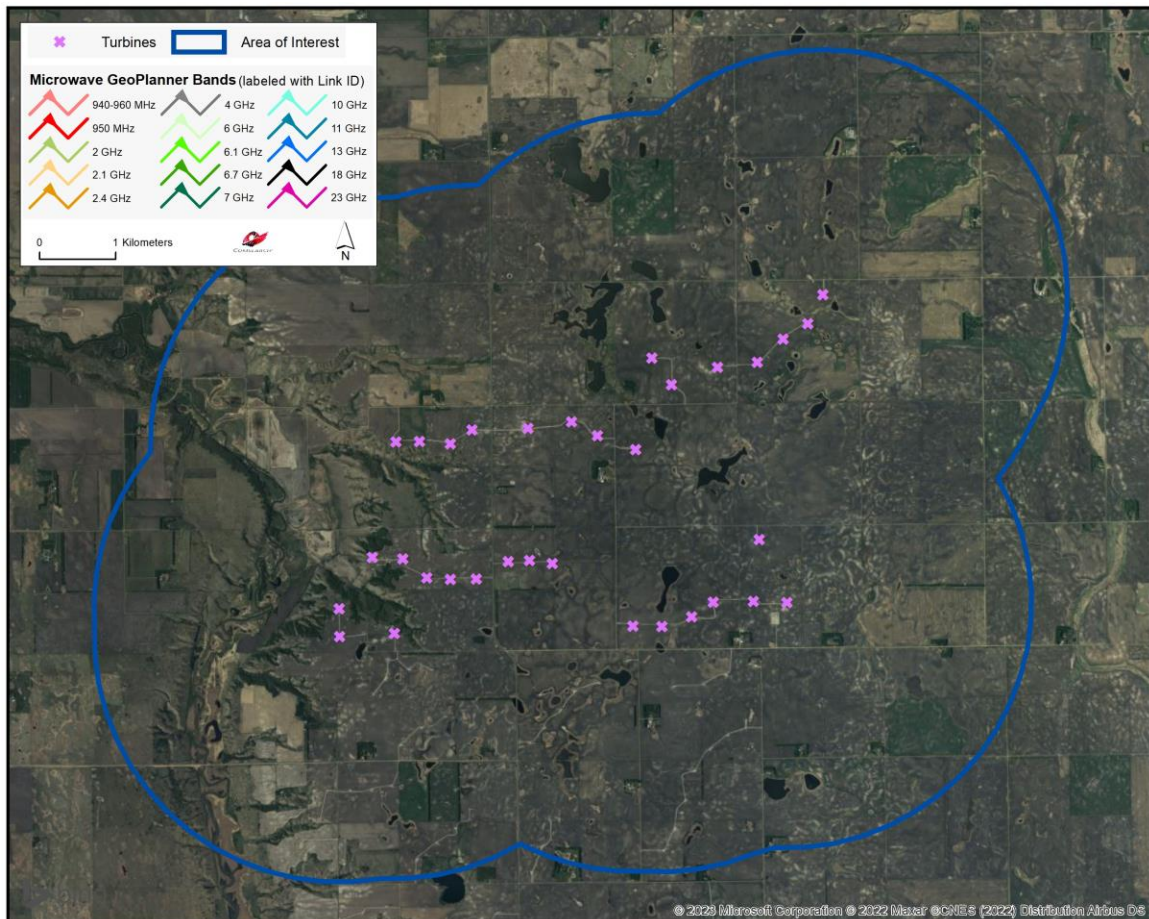 Turbines
Area of Interest
Microwave GeoPlanner Bands (labeled with Link ID)
940-960 MHz
950 MHz
2 GHz
2.1 GHz
2.4 GHz
4 GHz
6 GHz
6.1 GHz
6.7 GHz
7 GHz
10 GHz
11 GHz
13 GHz
18 GHz
23 GHz
0 1 Kilometers
COMSEARCH
N
© 2023 Microsoft Corporation © 2022 Maxar ©CNES (2022) Distribution Airbus DS